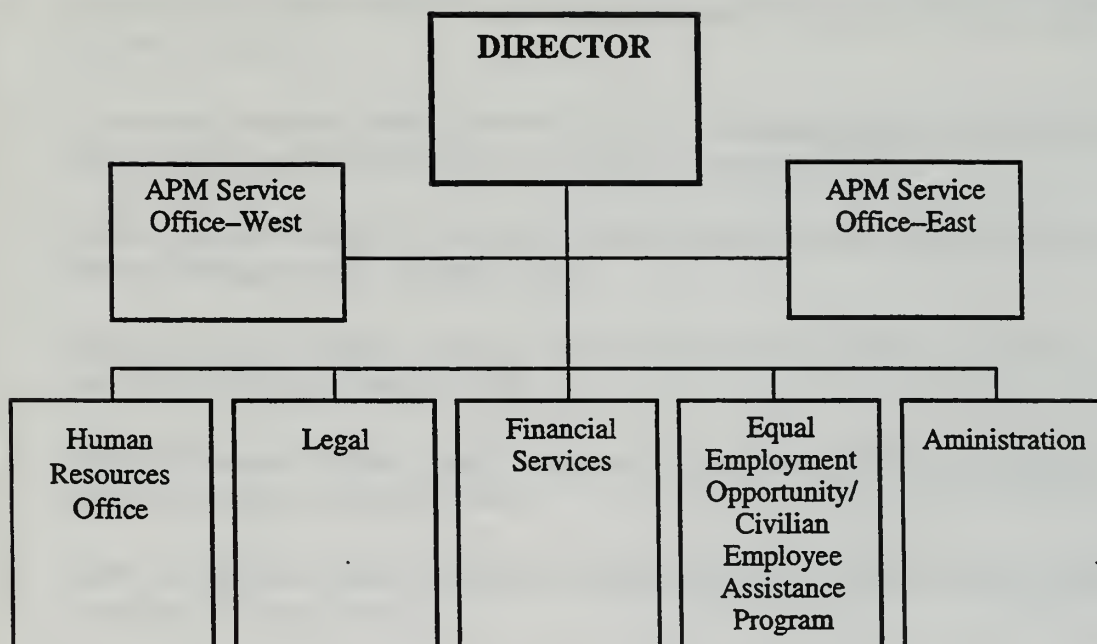 DIRECTOR
APM Service
Office–West
APM Service
Office–East
Human
Resources
Office
Legal
Financial
Services
Equal
Employment
Opportunity/
Civilian
Employee
Assistance
Program
Aministration